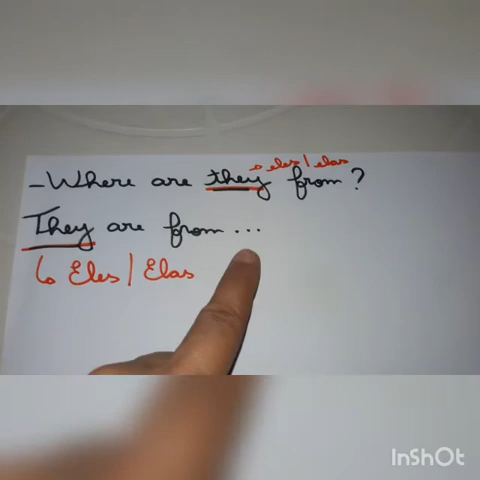 → eles | elas
- Where are they from?
They are from...
↳ Eles | Elas
InShOt